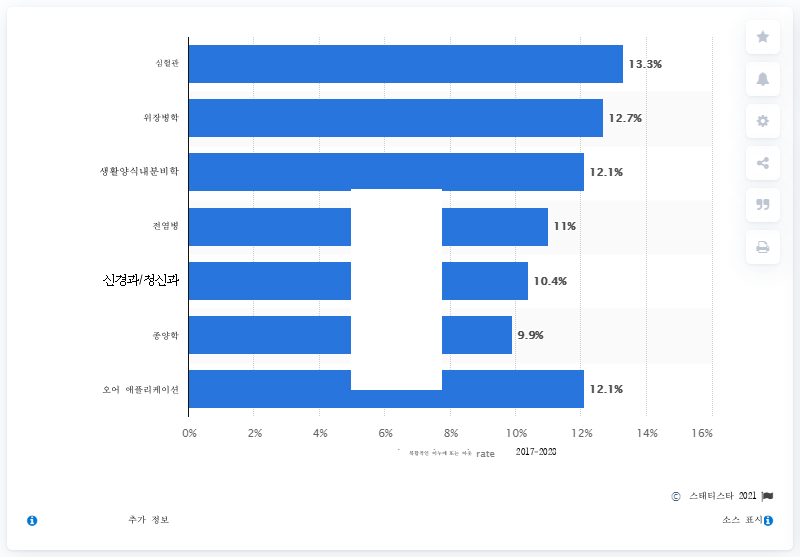 심혈관
13.3%
위장병학
12.7%
생활양식내분비학
12.1%
전염병
11%
신경과/정신과
10.4%
종양학
9.9%
오어 애플리케이션
12.1%
0% 2% 4% 6% 8% 10% 12% 14% 16%
rate 2017-2023
© 스태티스타 2021
추가 정보 소스 표시